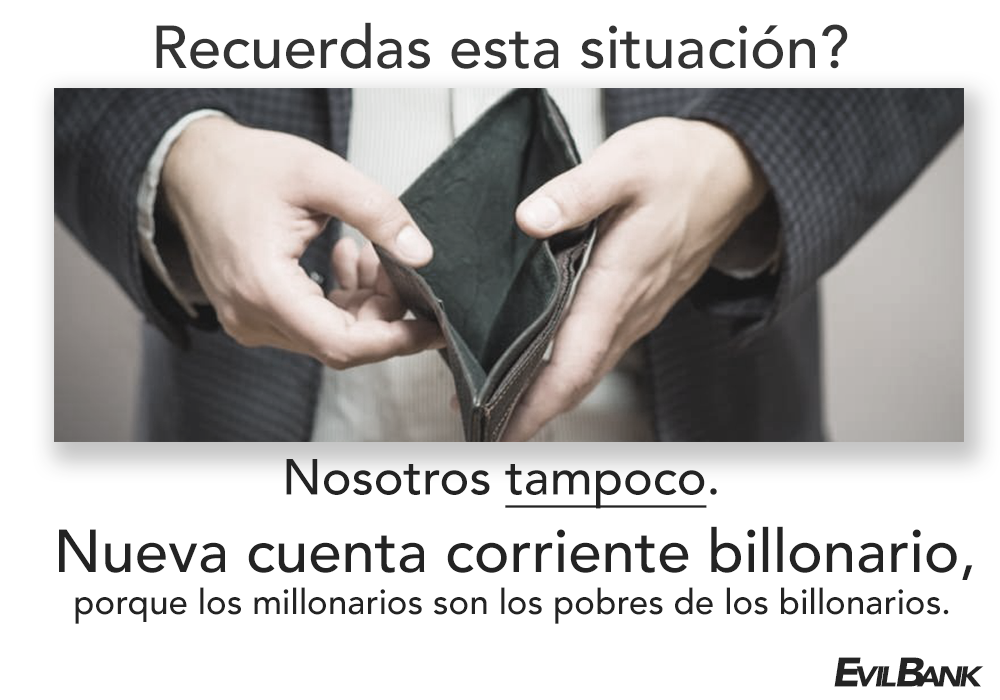 Recuerdas esta situación?
Nosotros tampoco.
Nueva cuenta corriente billonario,
porque los millonarios son los pobres de los billonarios.
EVILBANK